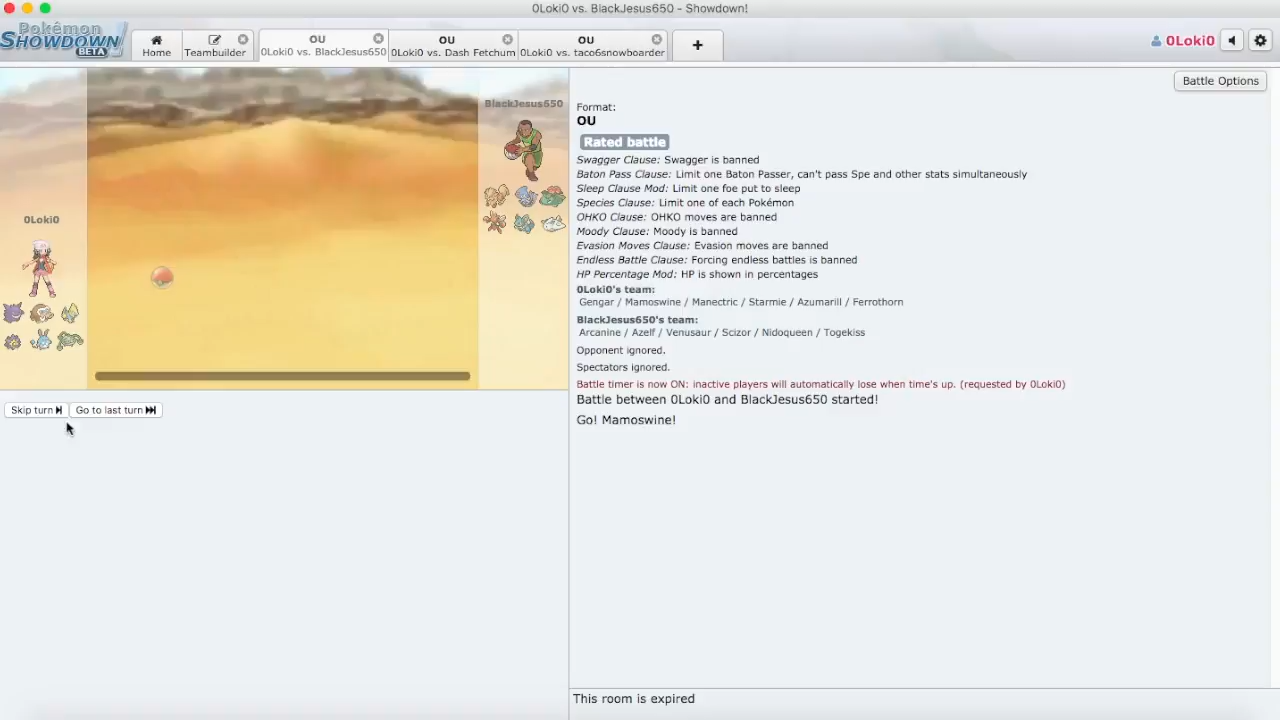 0Loki0 vs. BlackJesus650 - Showdown!
Pokémon
SHOWDOWN
BETA
Home
Teambuilder
OU
0Loki0 vs. BlackJesus650
OU
0Loki0 vs. Dash Fetchum
OU
0Loki0 vs. taco6snowboarder
+
0Loki0
Battle Options
BlackJesus650
0Loki0
Skip turn
Go to last turn
Format:
OU
Rated battle
Swagger Clause: Swagger is banned
Baton Pass Clause: Limit one Baton Passer, can't pass Spe and other stats simultaneously
Sleep Clause Mod: Limit one foe put to sleep
Species Clause: Limit one of each Pokémon
OHKO Clause: OHKO moves are banned
Moody Clause: Moody is banned
Evasion Moves Clause: Evasion moves are banned
Endless Battle Clause: Forcing endless battles is banned
HP Percentage Mod: HP is shown in percentages
0Loki0's team:
Gengar / Mamoswine / Manectric / Starmie / Azumarill / Ferrothorn
BlackJesus650's team:
Arcanine / Azelf / Venusaur / Scizor / Nidoqueen / Togekiss
Opponent ignored.
Spectators ignored.
Battle timer is now ON: inactive players will automatically lose when time's up. (requested by 0Loki0)
Battle between 0Loki0 and BlackJesus650 started!
Go! Mamoswine!
This room is expired